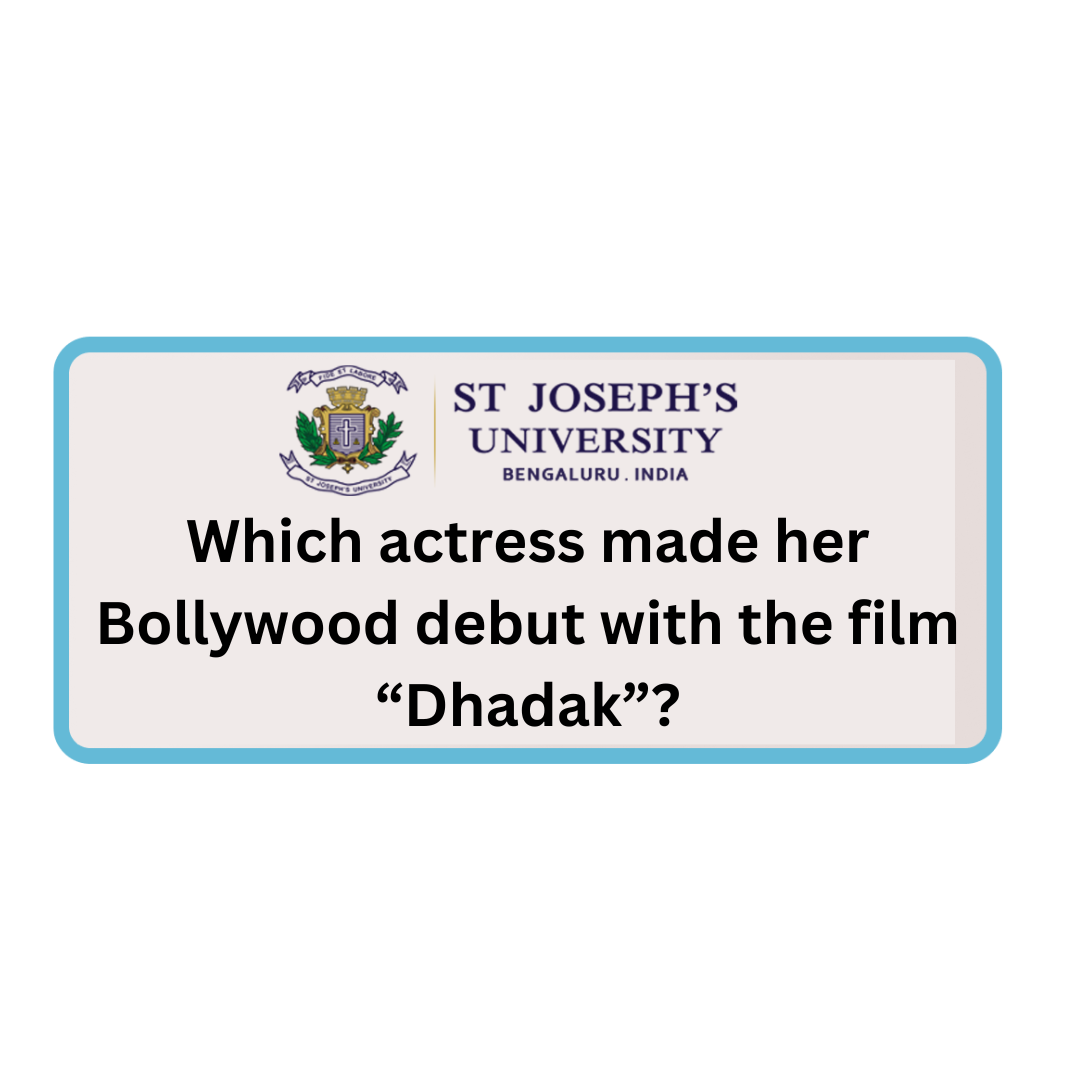 FIDE ET LABORE
ST JOSEPH'S UNIVERSITY
ST JOSEPH'S
UNIVERSITY
BENGALURU . INDIA
Which actress made her
Bollywood debut with the film
“Dhadak”?